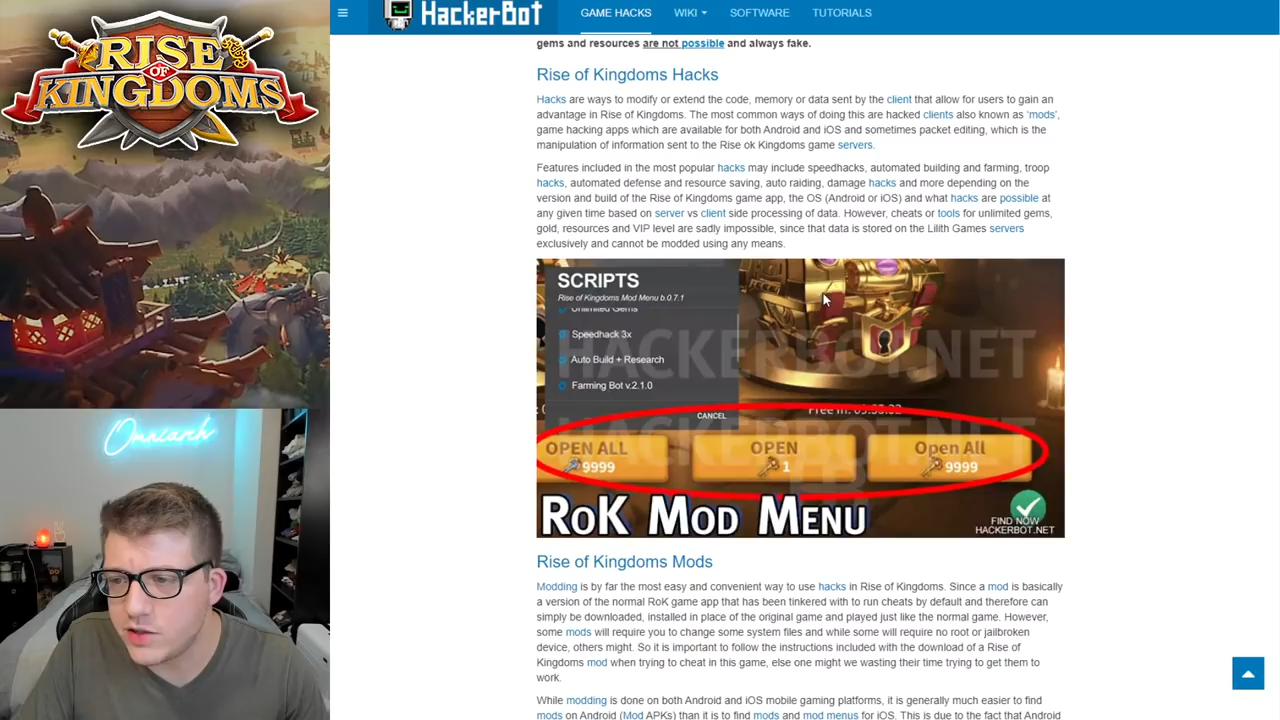 RISE
OF
KINGDOMS
Omniarch
HackerBot
GAME HACKS
WIKI
SOFTWARE
TUTORIALS
gems and resources are not possible and always fake.
Rise of Kingdoms Hacks
Hacks are ways to modify or extend the code, memory or data sent by the client that allow for users to gain an
advantage in Rise of Kingdoms. The most common ways of doing this are hacked clients also known as 'mods',
game hacking apps which are available for both Android and iOS and sometimes packet editing, which is the
manipulation of information sent to the Rise ok Kingdoms game servers.
Features included in the most popular hacks may include speedhacks, automated building and farming, troop
hacks, automated defense and resource saving, auto raiding, damage hacks and more depending on the
version and build of the Rise of Kingdoms game app, the OS (Android or iOS) and what hacks are possible at
any given time based on server vs client side processing of data. However, cheats or tools for unlimited gems,
gold, resources and VIP level are sadly impossible, since that data is stored on the Lilith Games servers
exclusively and cannot be modded using any means.
SCRIPTS
Rise of Kingdoms Mod Menu b.0.7.1
Unlimited Gems
Speedhack 3x
Auto Build + Research
Farming Bot v.2.1.0
CANCEL
HACKERBOT.NET
HACKERBOT.NET
OPEN ALL
9999
OPEN
1
Open All
9999
RoK Mod Menu
FIND NOW
HACKERBOT.NET
Rise of Kingdoms Mods
Modding is by far the most easy and convenient way to use hacks in Rise of Kingdoms. Since a mod is basically
a version of the normal RoK game app that has been tinkered with to run cheats by default and therefore can
simply be downloaded, installed in place of the original game and played just like the normal game. However,
some mods will require you to change some system files and while some will require no root or jailbroken
device, others might. So it is important to follow the instructions included with the download of a Rise of
Kingdoms mod when trying to cheat in this game, else one might we wasting their time trying to get them to
work.
While modding is done on both Android and iOS mobile gaming platforms, it is generally much easier to find
mods on Android (Mod APKs) than it is to find mods and mod menus for iOS. This is due to the fact that Android